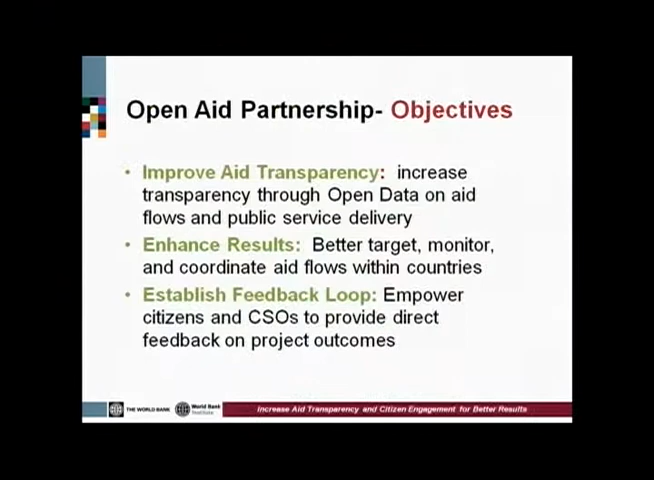 Open Aid Partnership- Objectives
• Improve Aid Transparency: increase
transparency through Open Data on aid
flows and public service delivery
• Enhance Results: Better target, monitor,
and coordinate aid flows within countries
• Establish Feedback Loop: Empower
citizens and CSOs to provide direct
feedback on project outcomes
THE WORLD BANK
World Bank
Institute
Increase Aid Transparency and Citizen Engagement for Better Results